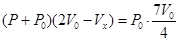 (P + P₀)(2V₀ − Vₓ) = P₀ · 7V₀/4